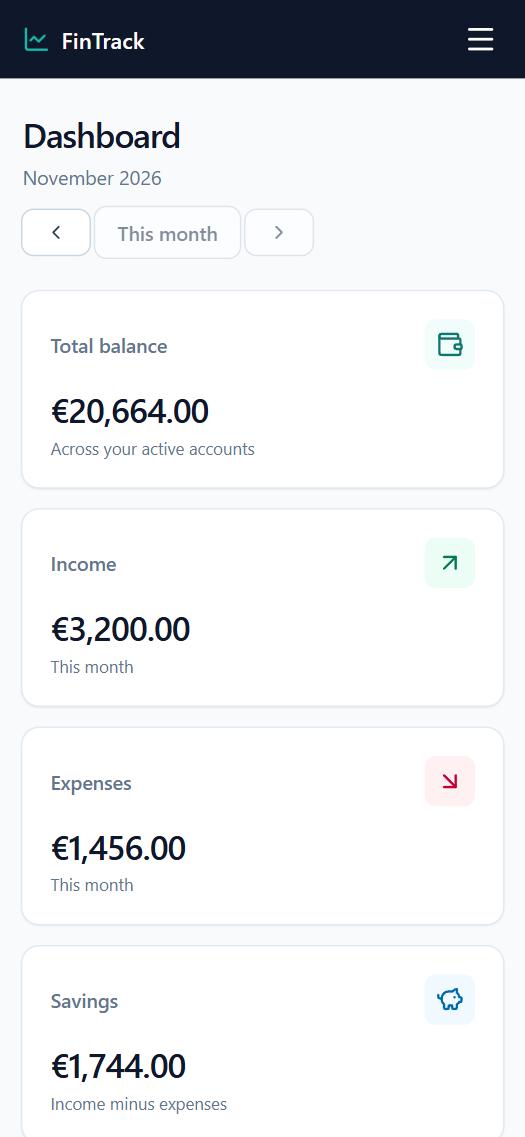 FinTrack
Dashboard
November 2026
This month
Total balance
€20,664.00
Across your active accounts
Income
€3,200.00
This month
Expenses
€1,456.00
This month
Savings
€1,744.00
Income minus expenses